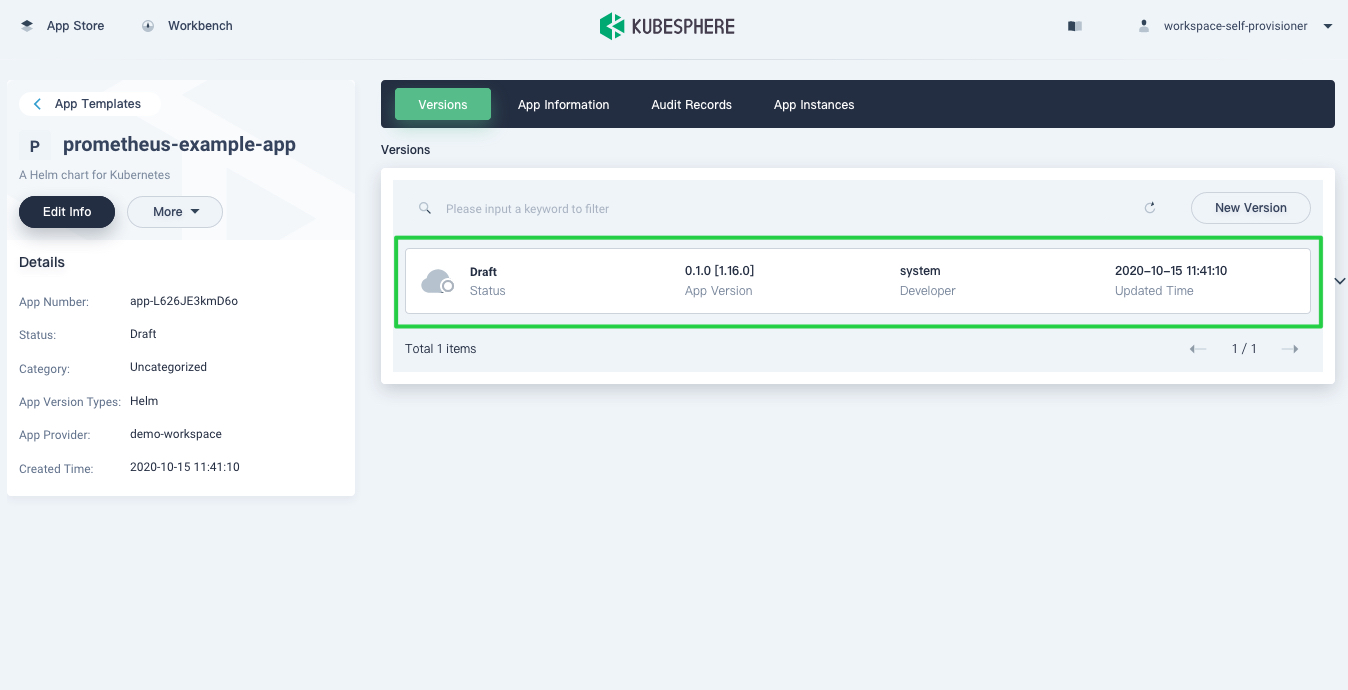 App Store Workbench KUBESPHERE workspace-self-provisioner
App Templates
P prometheus-example-app
A Helm chart for Kubernetes
Edit Info More
Details
App Number: app-L626JE3kmD6o
Status: Draft
Category: Uncategorized
App Version Types: Helm
App Provider: demo-workspace
Created Time: 2020-10-15 11:41:10
Versions App Information Audit Records App Instances
Versions
Please input a keyword to filter New Version
Draft 0.1.0 [1.16.0] system 2020-10-15 11:41:10
Status App Version Developer Updated Time
Total 1 items 1 / 1